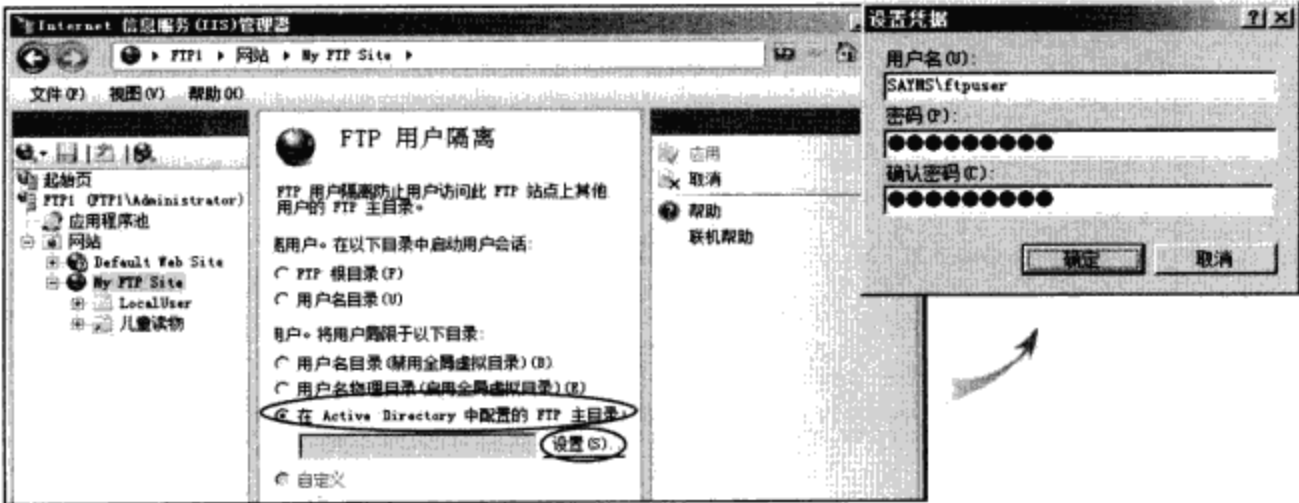 Internet 信息服务(IIS)管理器
FTP1 网站 My FTP Site
文件(F) 视图(V) 帮助(H)
起始页
FTP1 (FTP1\Administrator)
应用程序池
网站
Default Web Site
My FTP Site
LocalUser
儿童读物
FTP 用户隔离
FTP 用户隔离防止用户访问此 FTP 站点上其他
用户的 FTP 主目录。
用户。在以下目录中启动用户会话:
FTP 根目录(F)
用户名目录(U)
用户。将用户局限于以下目录:
用户名目录(禁用全局虚拟目录)(B)
用户名物理目录(启用全局虚拟目录)(E)
在 Active Directory 中配置的 FTP 主目录
设置(S)..
自定义
应用
取消
帮助
联机帮助
设置凭据
用户名(U):
SAYMS\ftpuser
密码(P):
●●●●●●●●●
确认密码(C):
●●●●●●●●●
确定 取消